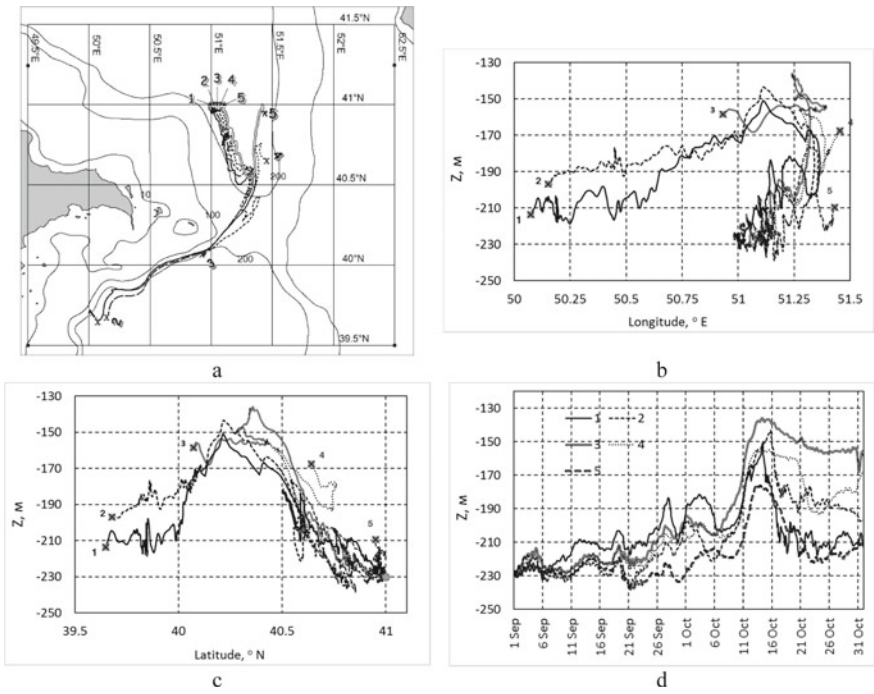 41.5°N
49.5°E
50°E
50.5°E
51°E
51.5°E
52°E
52.5°E
2 3 4
1 5
41°N
5
4
200
40.5°N
10
100
40°N
3
200
2
39.5°N
a
-130
-150
-170
-190
-210
-230
-250
Z, м
3
4
2
5
1
50 50.25 50.5 50.75 51 51.25 51.5
Longitude, ° E
b
-130
-150
-170
-190
-210
-230
-250
Z, м
3
4
2
5
1
39.5 40 40.5 41
Latitude, ° N
c
-130
-150
-170
-190
-210
-230
-250
Z, м
1 2
3 4
5
1 Sep
6 Sep
11 Sep
16 Sep
21 Sep
26 Sep
1 Oct
6 Oct
11 Oct
16 Oct
21 Oct
26 Oct
31 Oct
d